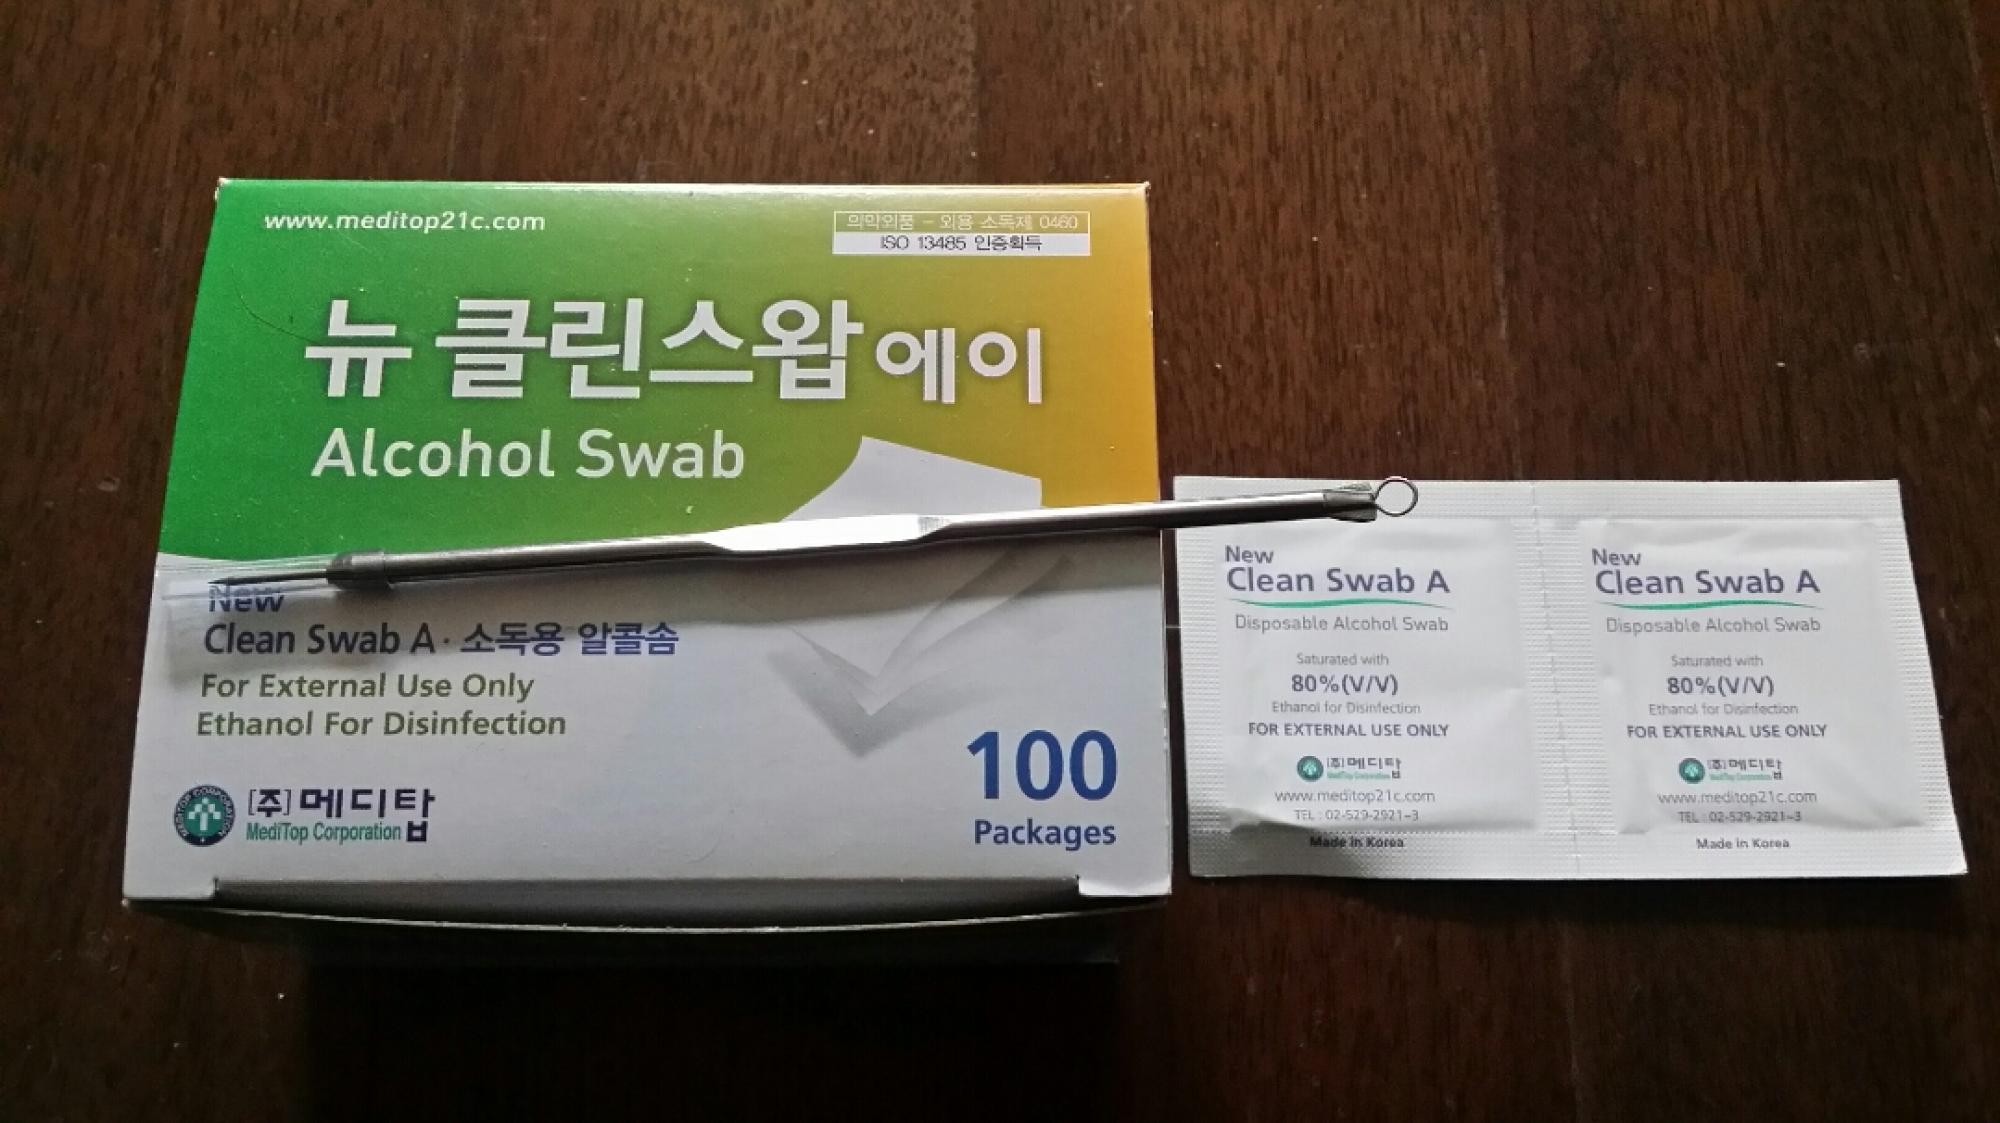 www.meditop21c.com
의약외품 - 외용 소독제 0460
ISO 13485 인증획득
뉴 클린스왑 에이
Alcohol Swab
New
Clean Swab A · 소독용 알콜솜
For External Use Only
Ethanol For Disinfection
MEDITOP CORPORATION
[주]메디탑
MediTop Corporation
100
Packages
New
Clean Swab A
Disposable Alcohol Swab
Saturated with
80%(V/V)
Ethanol for Disinfection
FOR EXTERNAL USE ONLY
[주]메디탑
MediTop Corporation
www.meditop21c.com
TEL : 02-529-2921~3
Made in Korea
New
Clean Swab A
Disposable Alcohol Swab
Saturated with
80%(V/V)
Ethanol for Disinfection
FOR EXTERNAL USE ONLY
[주]메디탑
MediTop Corporation
www.meditop21c.com
TEL : 02-529-2921~3
Made in Korea